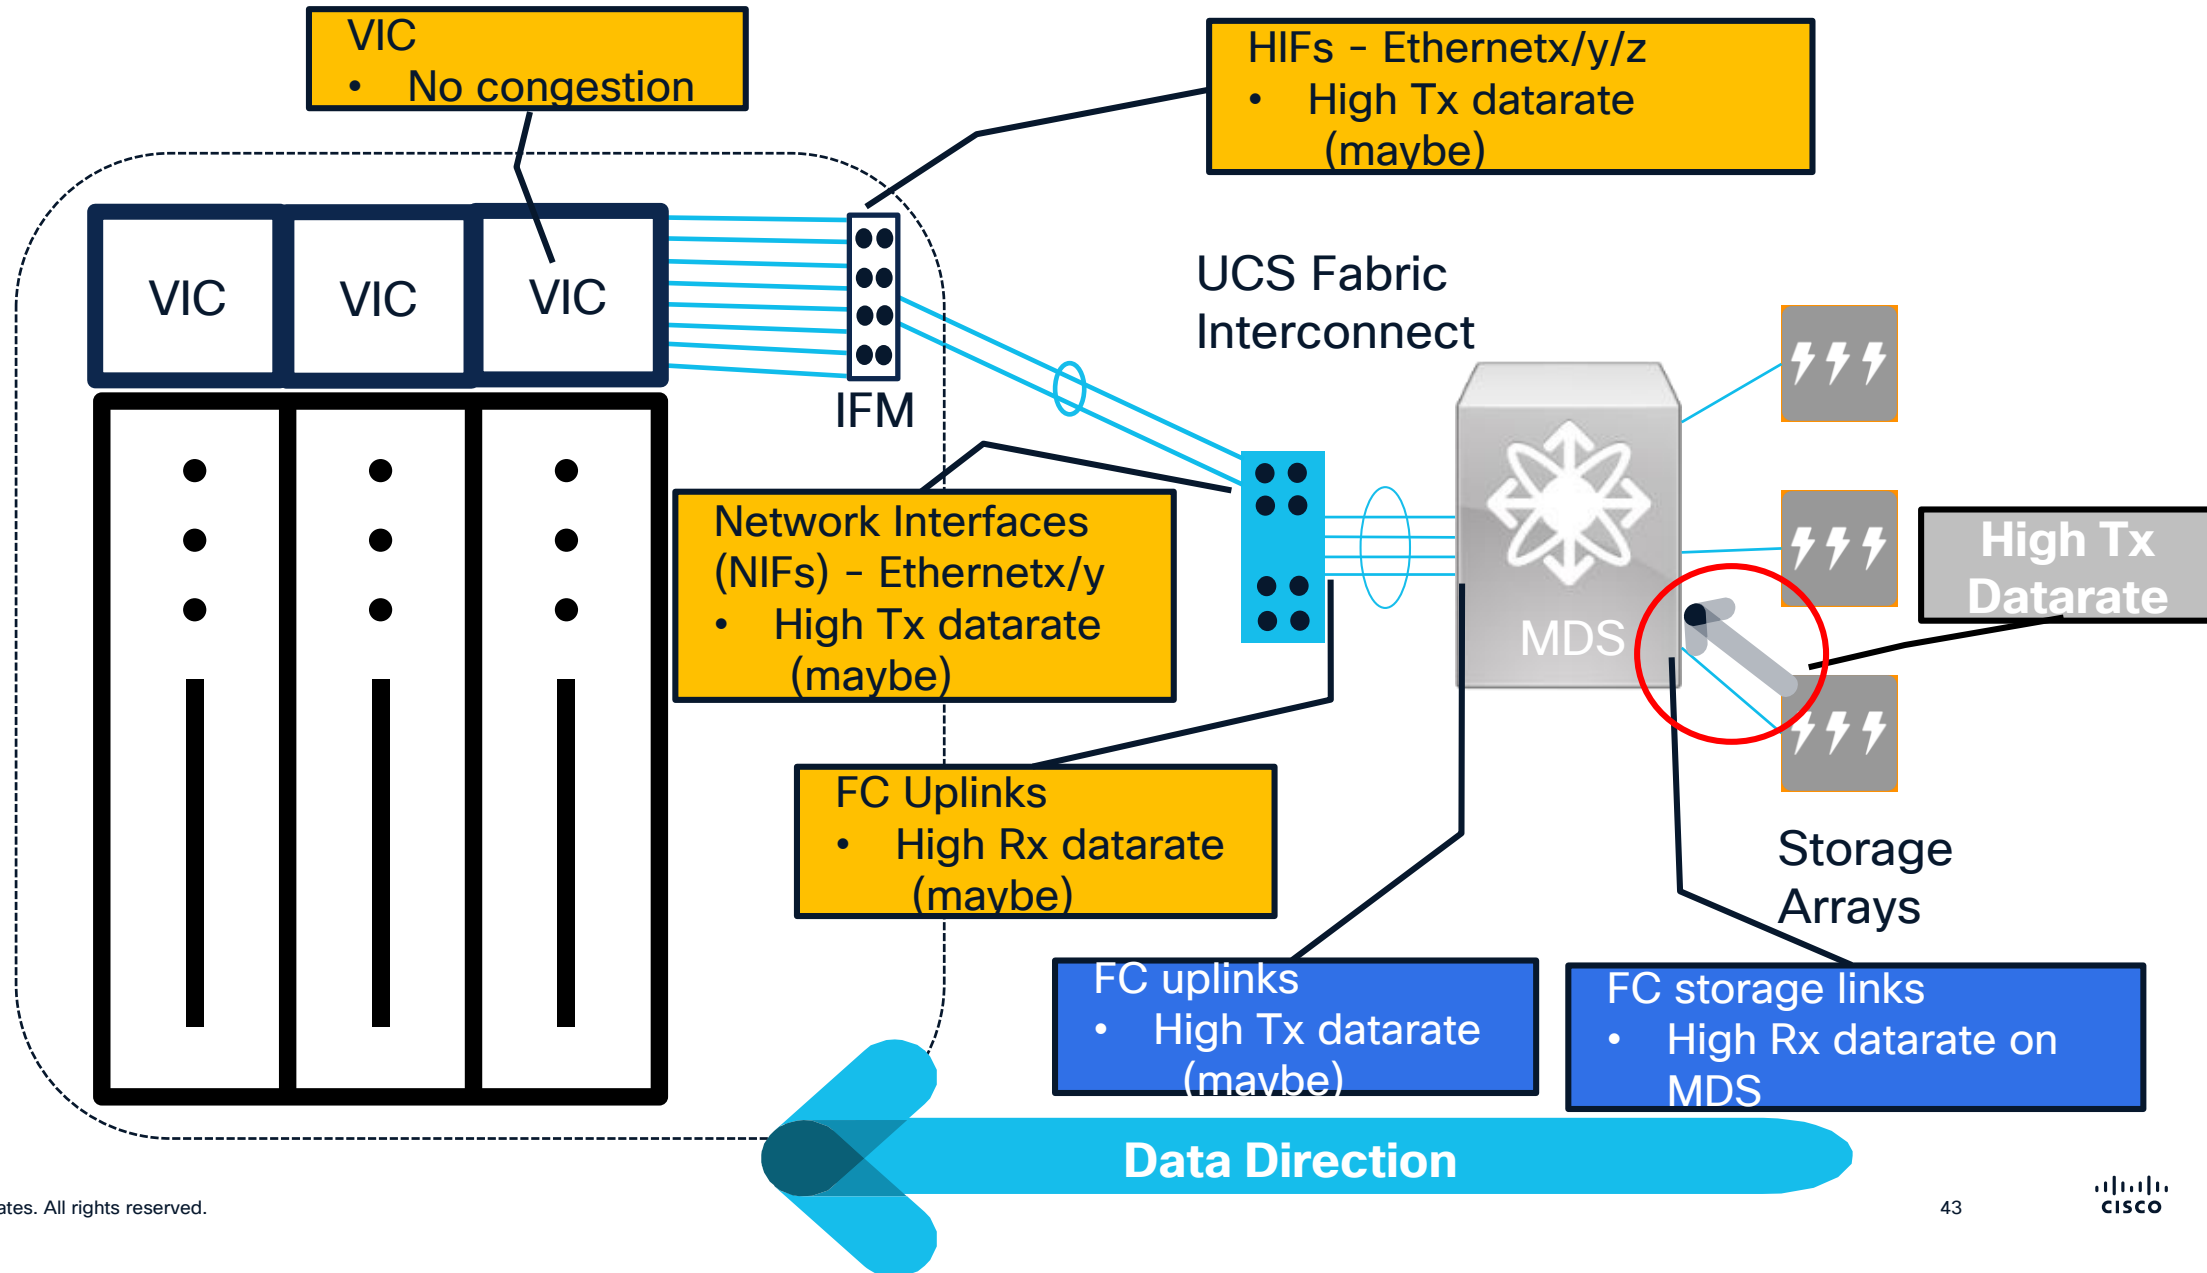 VIC
• No congestion
HIFs – Ethernetx/y/z
• High Tx datarate
(maybe)
VIC
VIC
VIC
IFM
UCS Fabric
Interconnect
Network Interfaces
(NIFs) – Ethernetx/y
• High Tx datarate
(maybe)
High Tx
Datarate
MDS
FC Uplinks
• High Rx datarate
(maybe)
Storage
Arrays
FC uplinks
• High Tx datarate
(maybe)
FC storage links
• High Rx datarate on
MDS
Data Direction
ates. All rights reserved.
43
CISCO